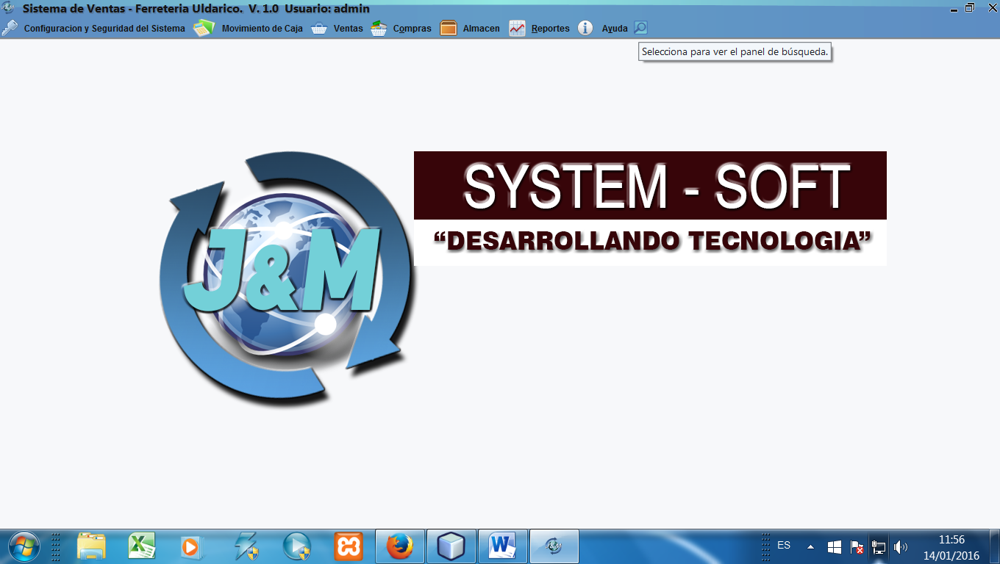 Sistema de Ventas - Ferreteria Uldarico. V. 1.0 Usuario: admin
Configuracion y Seguridad del Sistema Movimiento de Caja Ventas Compras Almacen Reportes Ayuda
Selecciona para ver el panel de búsqueda.
SYSTEM - SOFT
“DESARROLLANDO TECNOLOGIA”
J&M
ES
11:56
14/01/2016